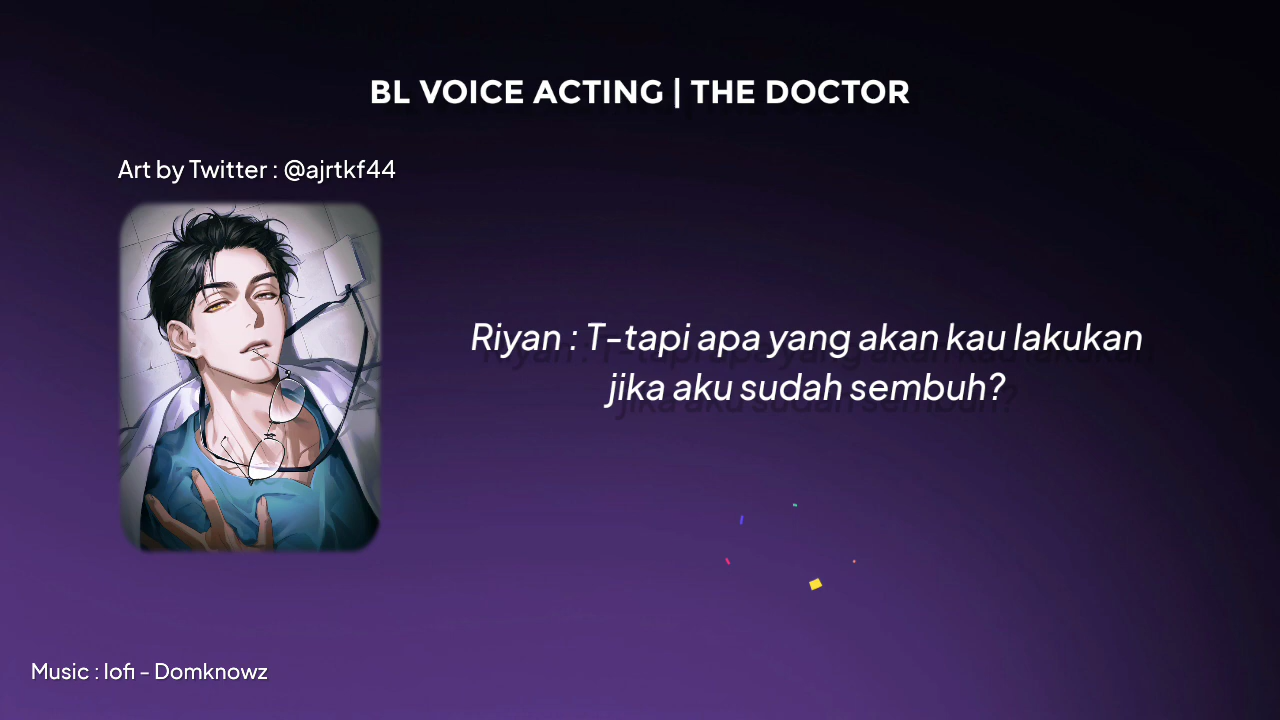 BL VOICE ACTING | THE DOCTOR
Art by Twitter : @ajrtkf44
Riyan : T-tapi apa yang akan kau lakukan
jika aku sudah sembuh?
Music : lofi - Domknowz